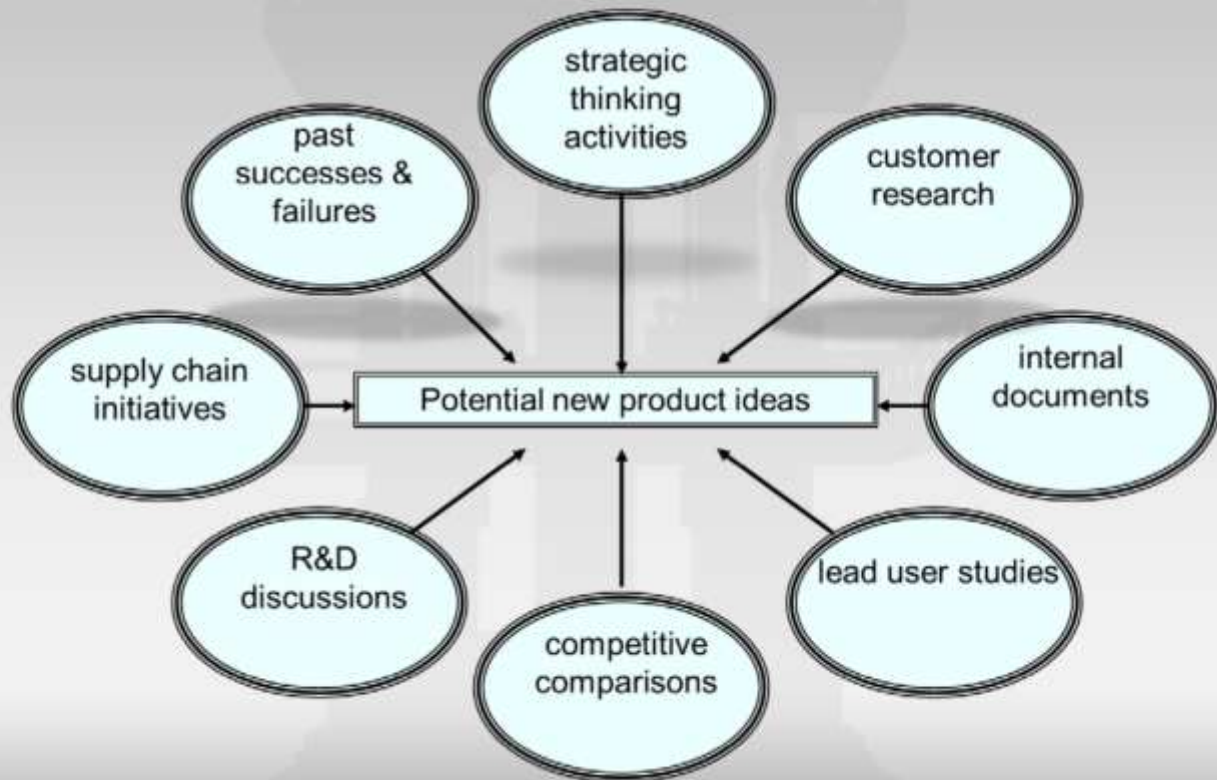 strategic
thinking
activities
past
successes &
failures
customer
research
supply chain
initiatives
Potential new product ideas
internal
documents
R&D
discussions
lead user studies
competitive
comparisons